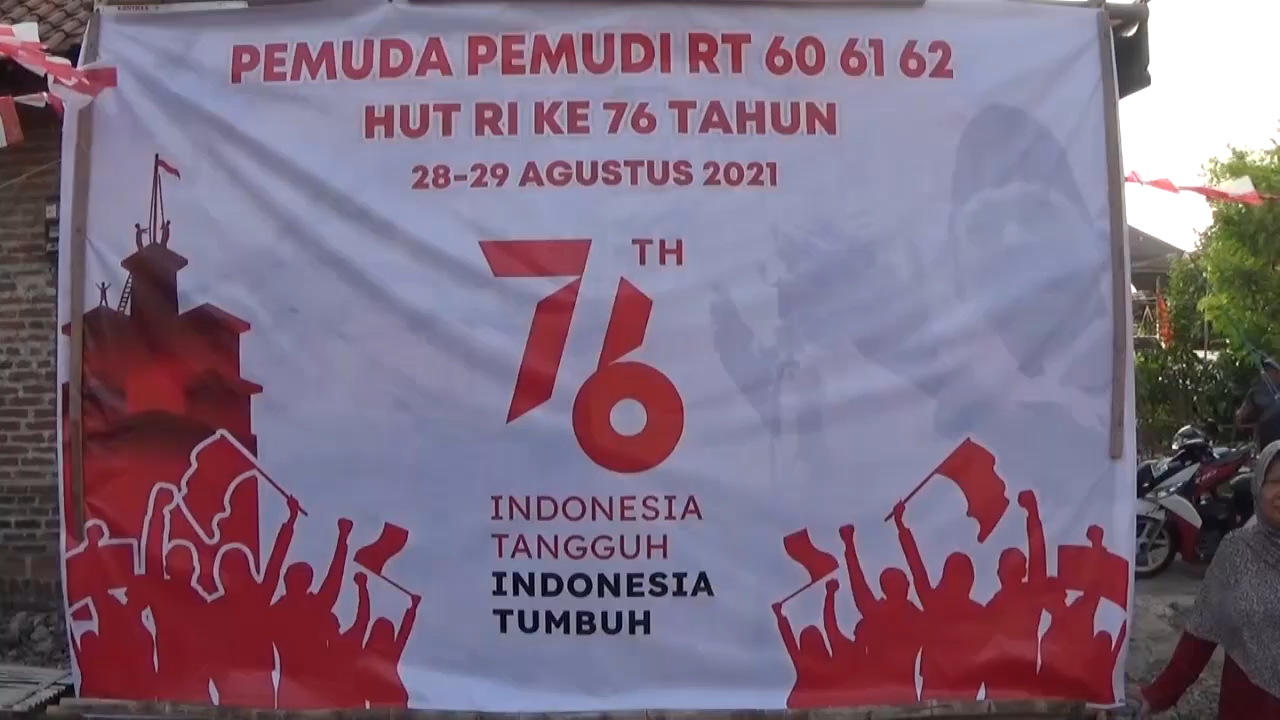 PEMUDA PEMUDI RT 60 61 62
HUT RI KE 76 TAHUN
28-29 AGUSTUS 2021
76 TH
INDONESIA
TANGGUH
INDONESIA
TUMBUH